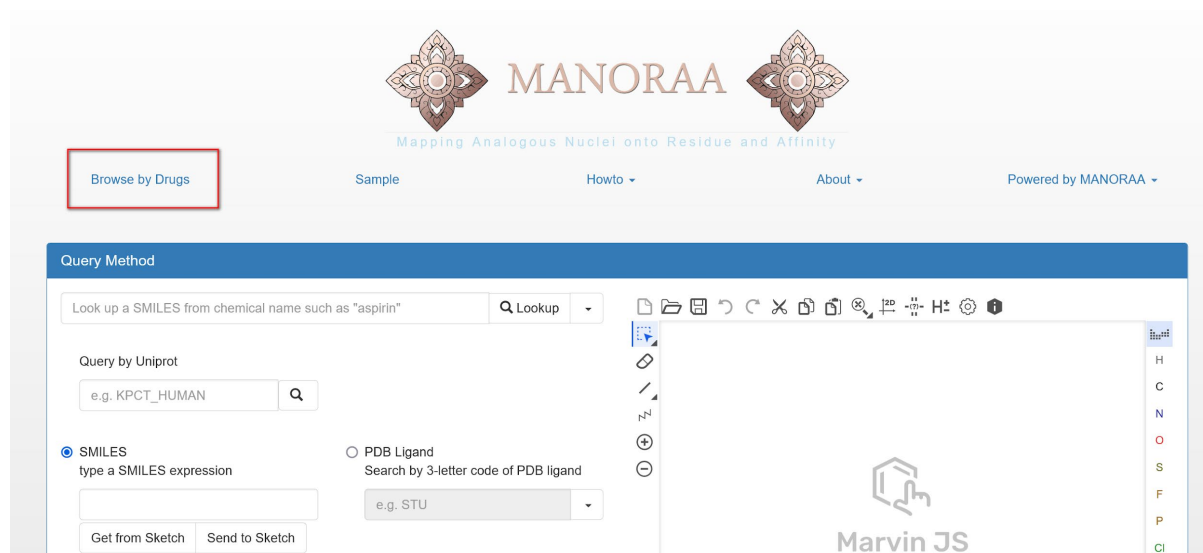 MANORAA
Mapping Analogous Nuclei onto Residue and Affinity
Browse by Drugs
Sample
Howto
About
Powered by MANORAA
Query Method
Look up a SMILES from chemical name such as "aspirin"
Lookup
2D
(?)
H±
Query by Uniprot
e.g. KPCT_HUMAN
SMILES
type a SMILES expression
PDB Ligand
Search by 3-letter code of PDB ligand
e.g. STU
Get from Sketch
Send to Sketch
Marvin JS
H
C
N
O
S
F
P
Cl